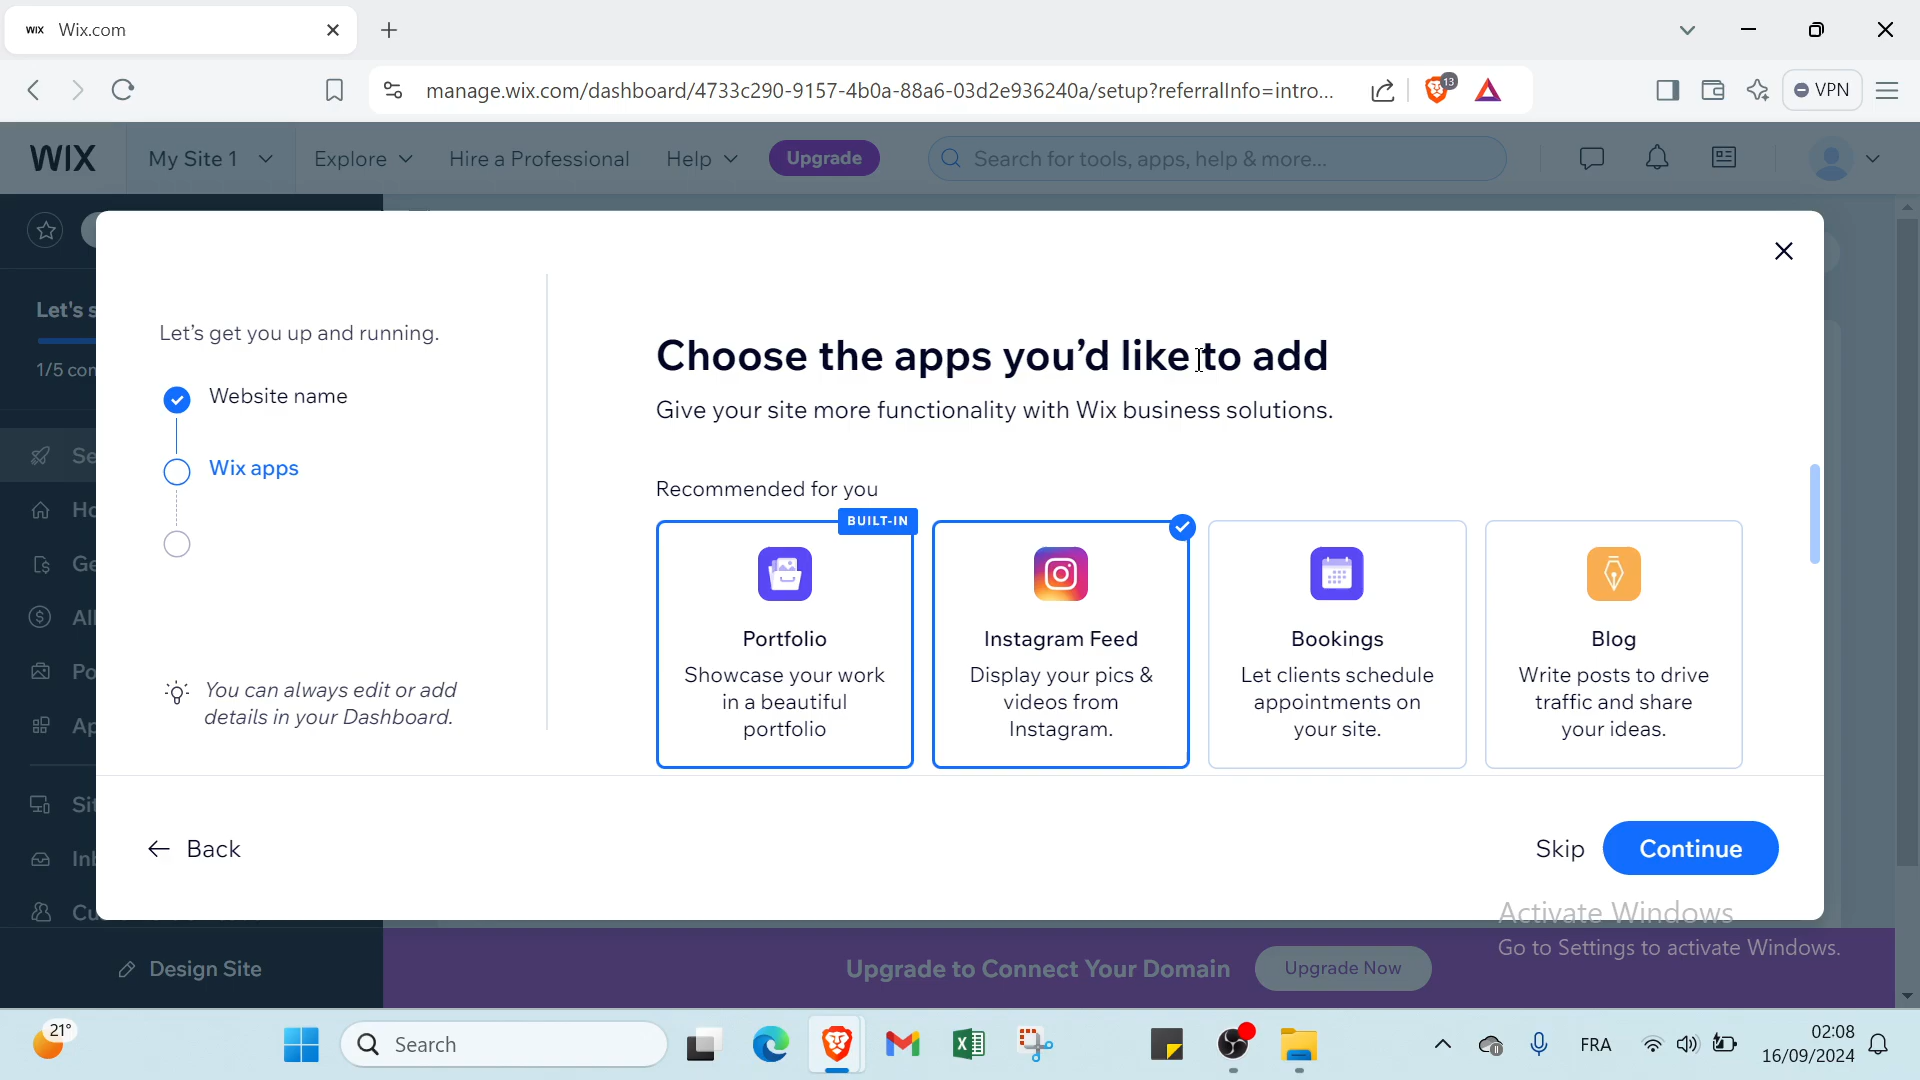 WIX Wix.com
manage.wix.com/dashboard/4733c290-9157-4b0a-88a6-03d2e936240a/setup?referralInfo=intro...
13
VPN
WIX My Site 1 Explore Hire a Professional Help Upgrade Search for tools, apps, help & more...
Let's s
1/5 con
Se
Ho
Ge
All
Po
Ap
Sit
Inb
Cu
Design Site
Let's get you up and running.
Website name
Wix apps
You can always edit or add
details in your Dashboard.
Choose the apps you'd like to add
Give your site more functionality with Wix business solutions.
Recommended for you
BUILT-IN
Portfolio
Showcase your work
in a beautiful
portfolio
Instagram Feed
Display your pics &
videos from
Instagram.
Bookings
Let clients schedule
appointments on
your site.
Blog
Write posts to drive
traffic and share
your ideas.
Back
Skip
Continue
Activate Windows
Go to Settings to activate Windows.
Upgrade to Connect Your Domain Upgrade Now
21°
Search
FRA
02:08
16/09/2024